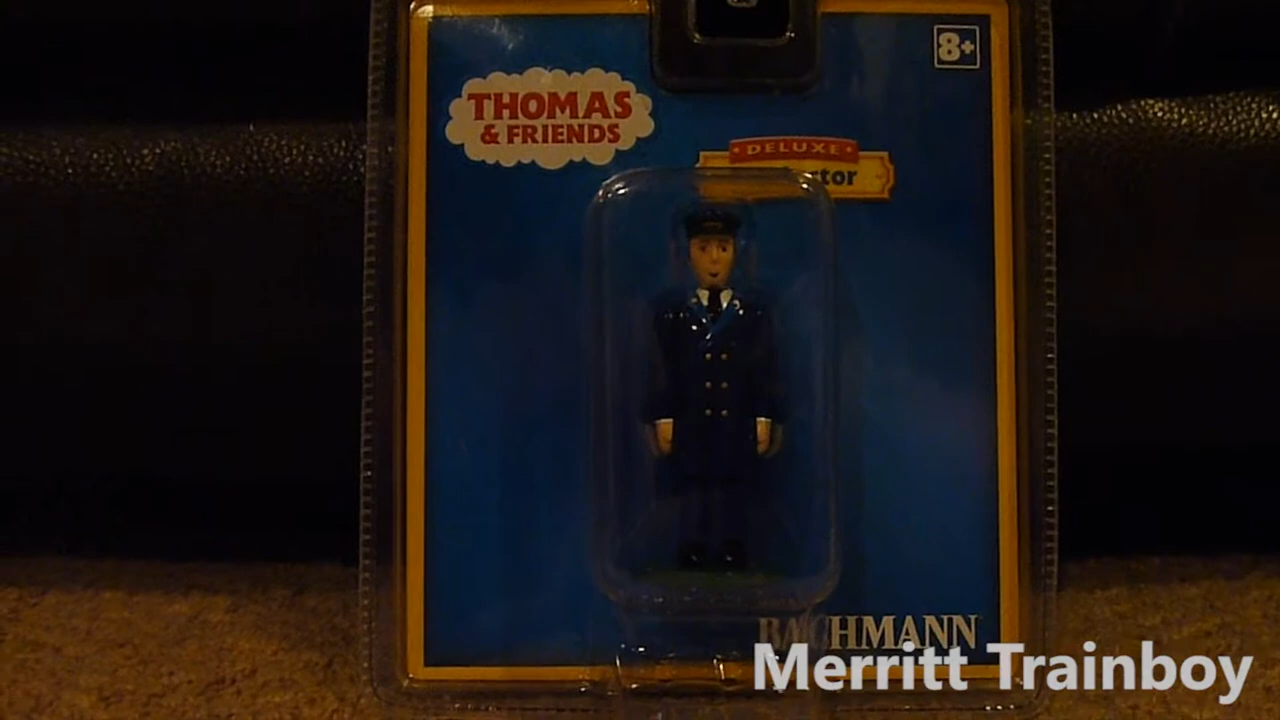 8+
THOMAS
& FRIENDS
DELUXE
BACHMANN
Merritt Trainboy